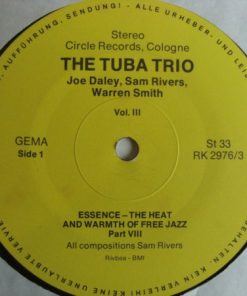 AUFFÜHRUNG, SENDUNG! - ALLE URHEBER- UND LEI
Stereo
Circle Records, Cologne
THE TUBA TRIO
Joe Daley, Sam Rivers,
Warren Smith
Vol. III
GEMA
Side 1
St 33
RK 2976/3
ESSENCE – THE HEAT
AND WARMTH OF FREE JAZZ
Part VIII
All compositions Sam Rivers
Rivbea - BMI
EHALTEN. KEIN VERLEIH! KEINE UNERLAUBTE VERVIE